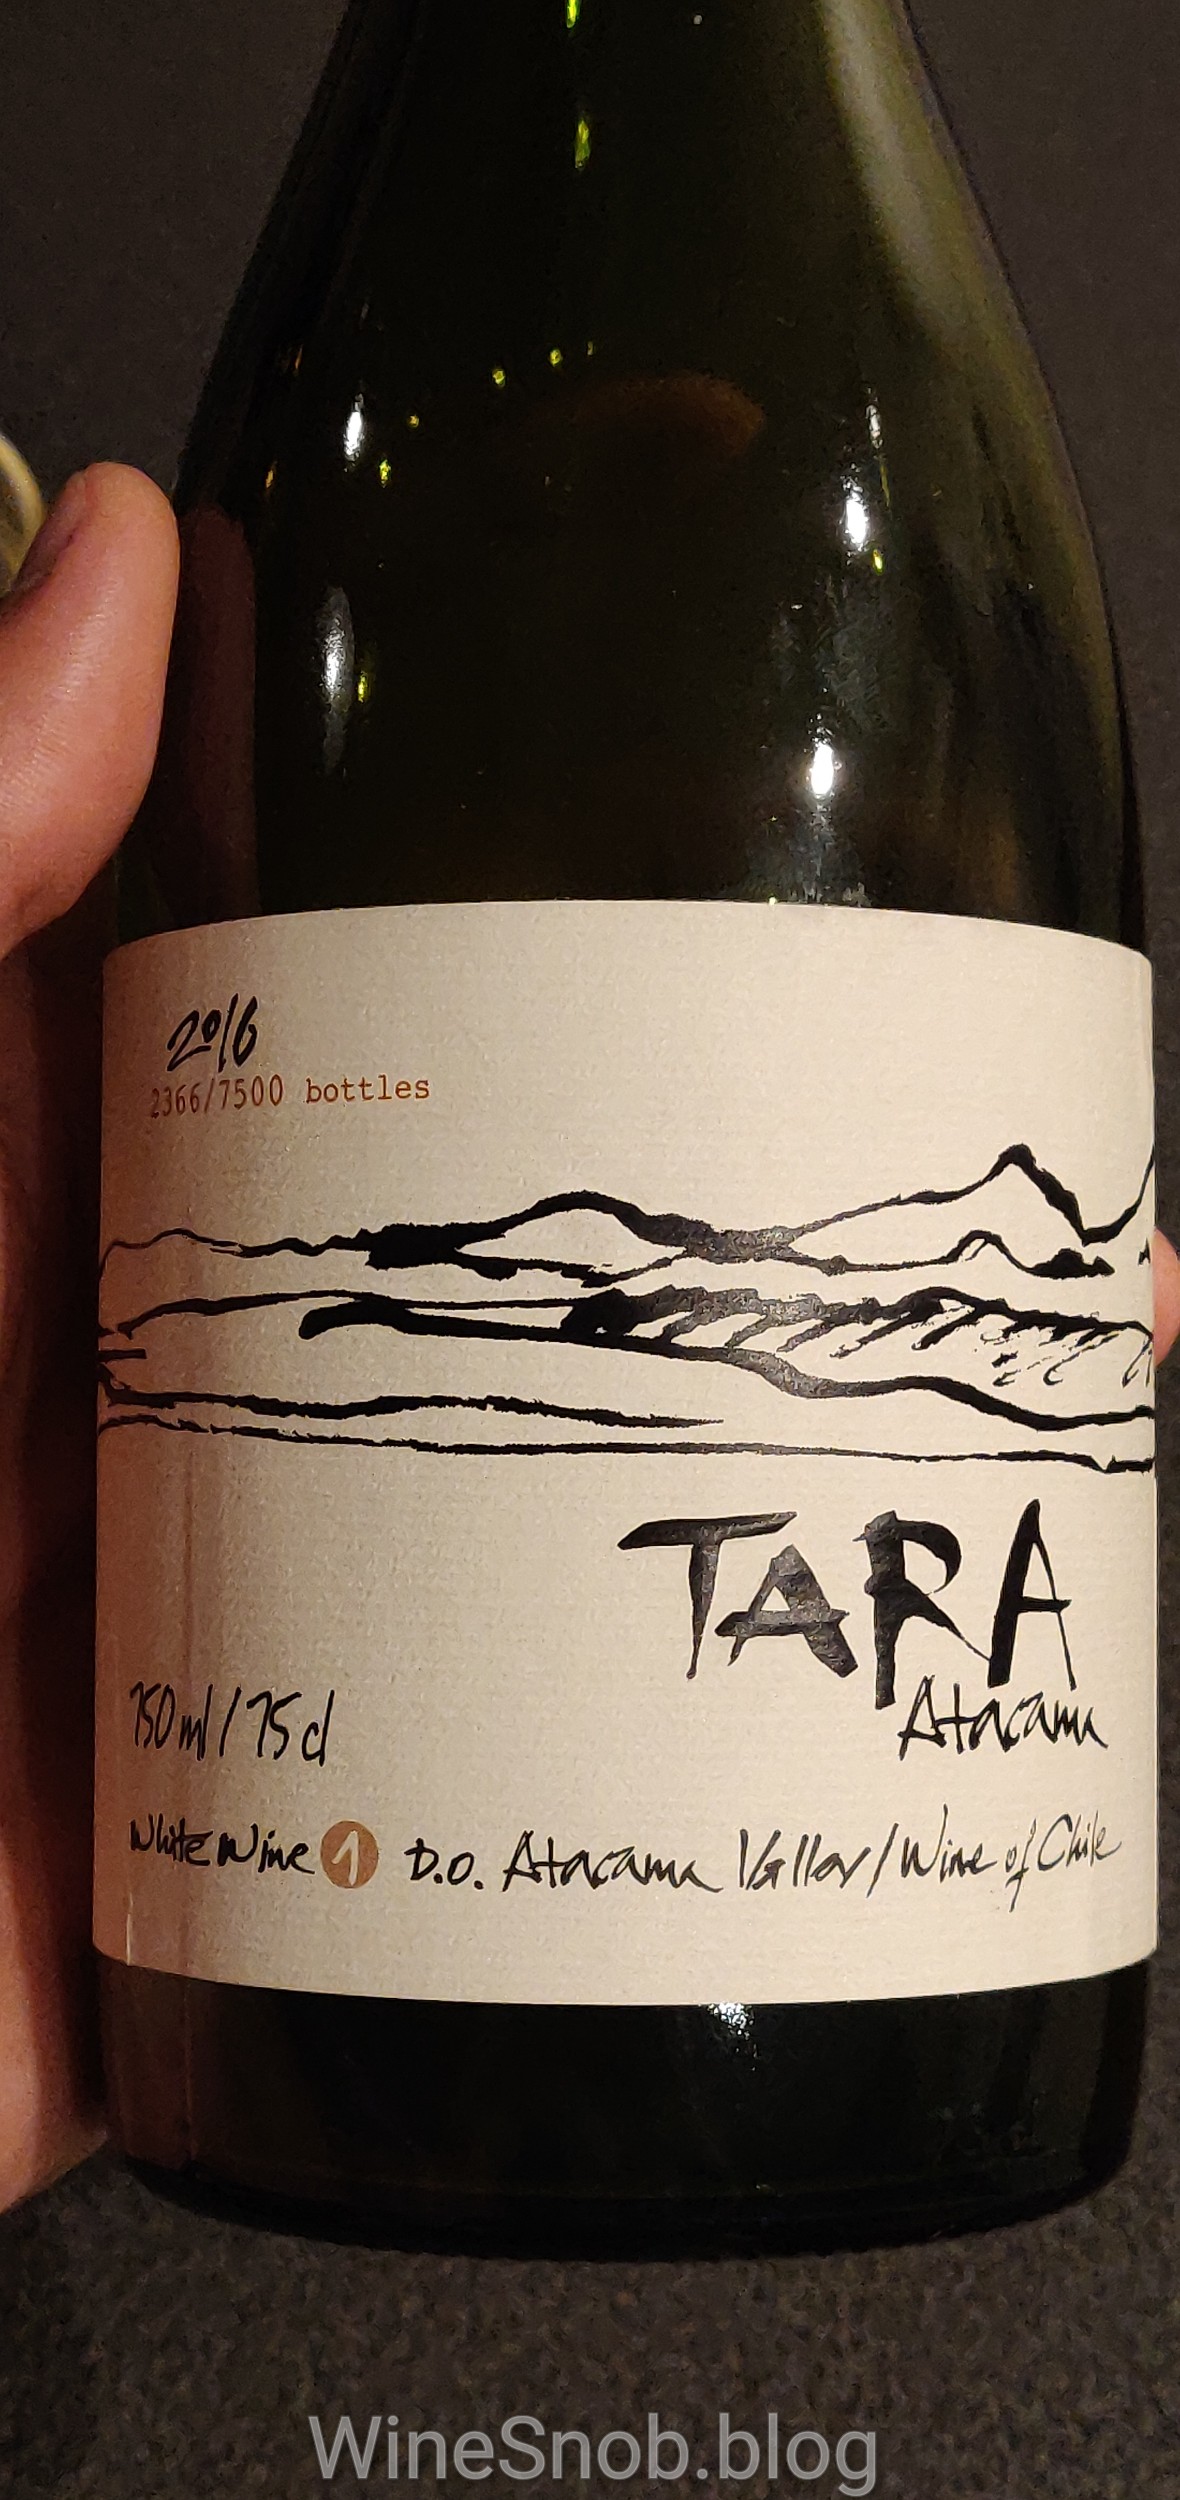 2016
2366/7500 bottles
TARA
Atacama
750 ml / 75 cl
White Wine 1 D.O. Atacama Valley / Wine of Chile
WineSnob.blog